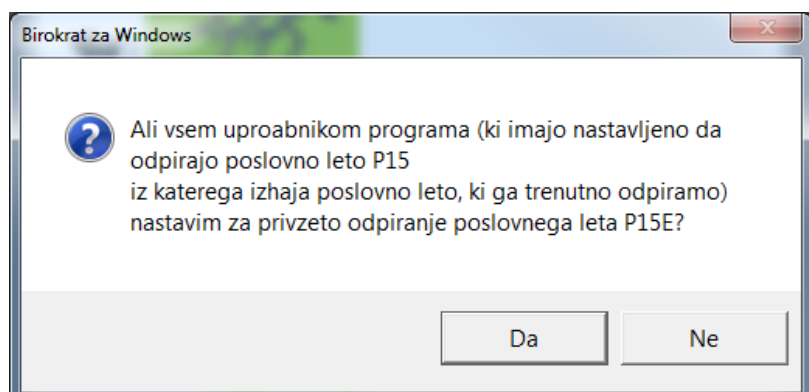 Birokrat za Windows
Ali vsem uproabnikom programa (ki imajo nastavljeno da
odpirajo poslovno leto P15
iz katerega izhaja poslovno leto, ki ga trenutno odpiramo)
nastavim za privzeto odpiranje poslovnega leta P15E?
Da
Ne